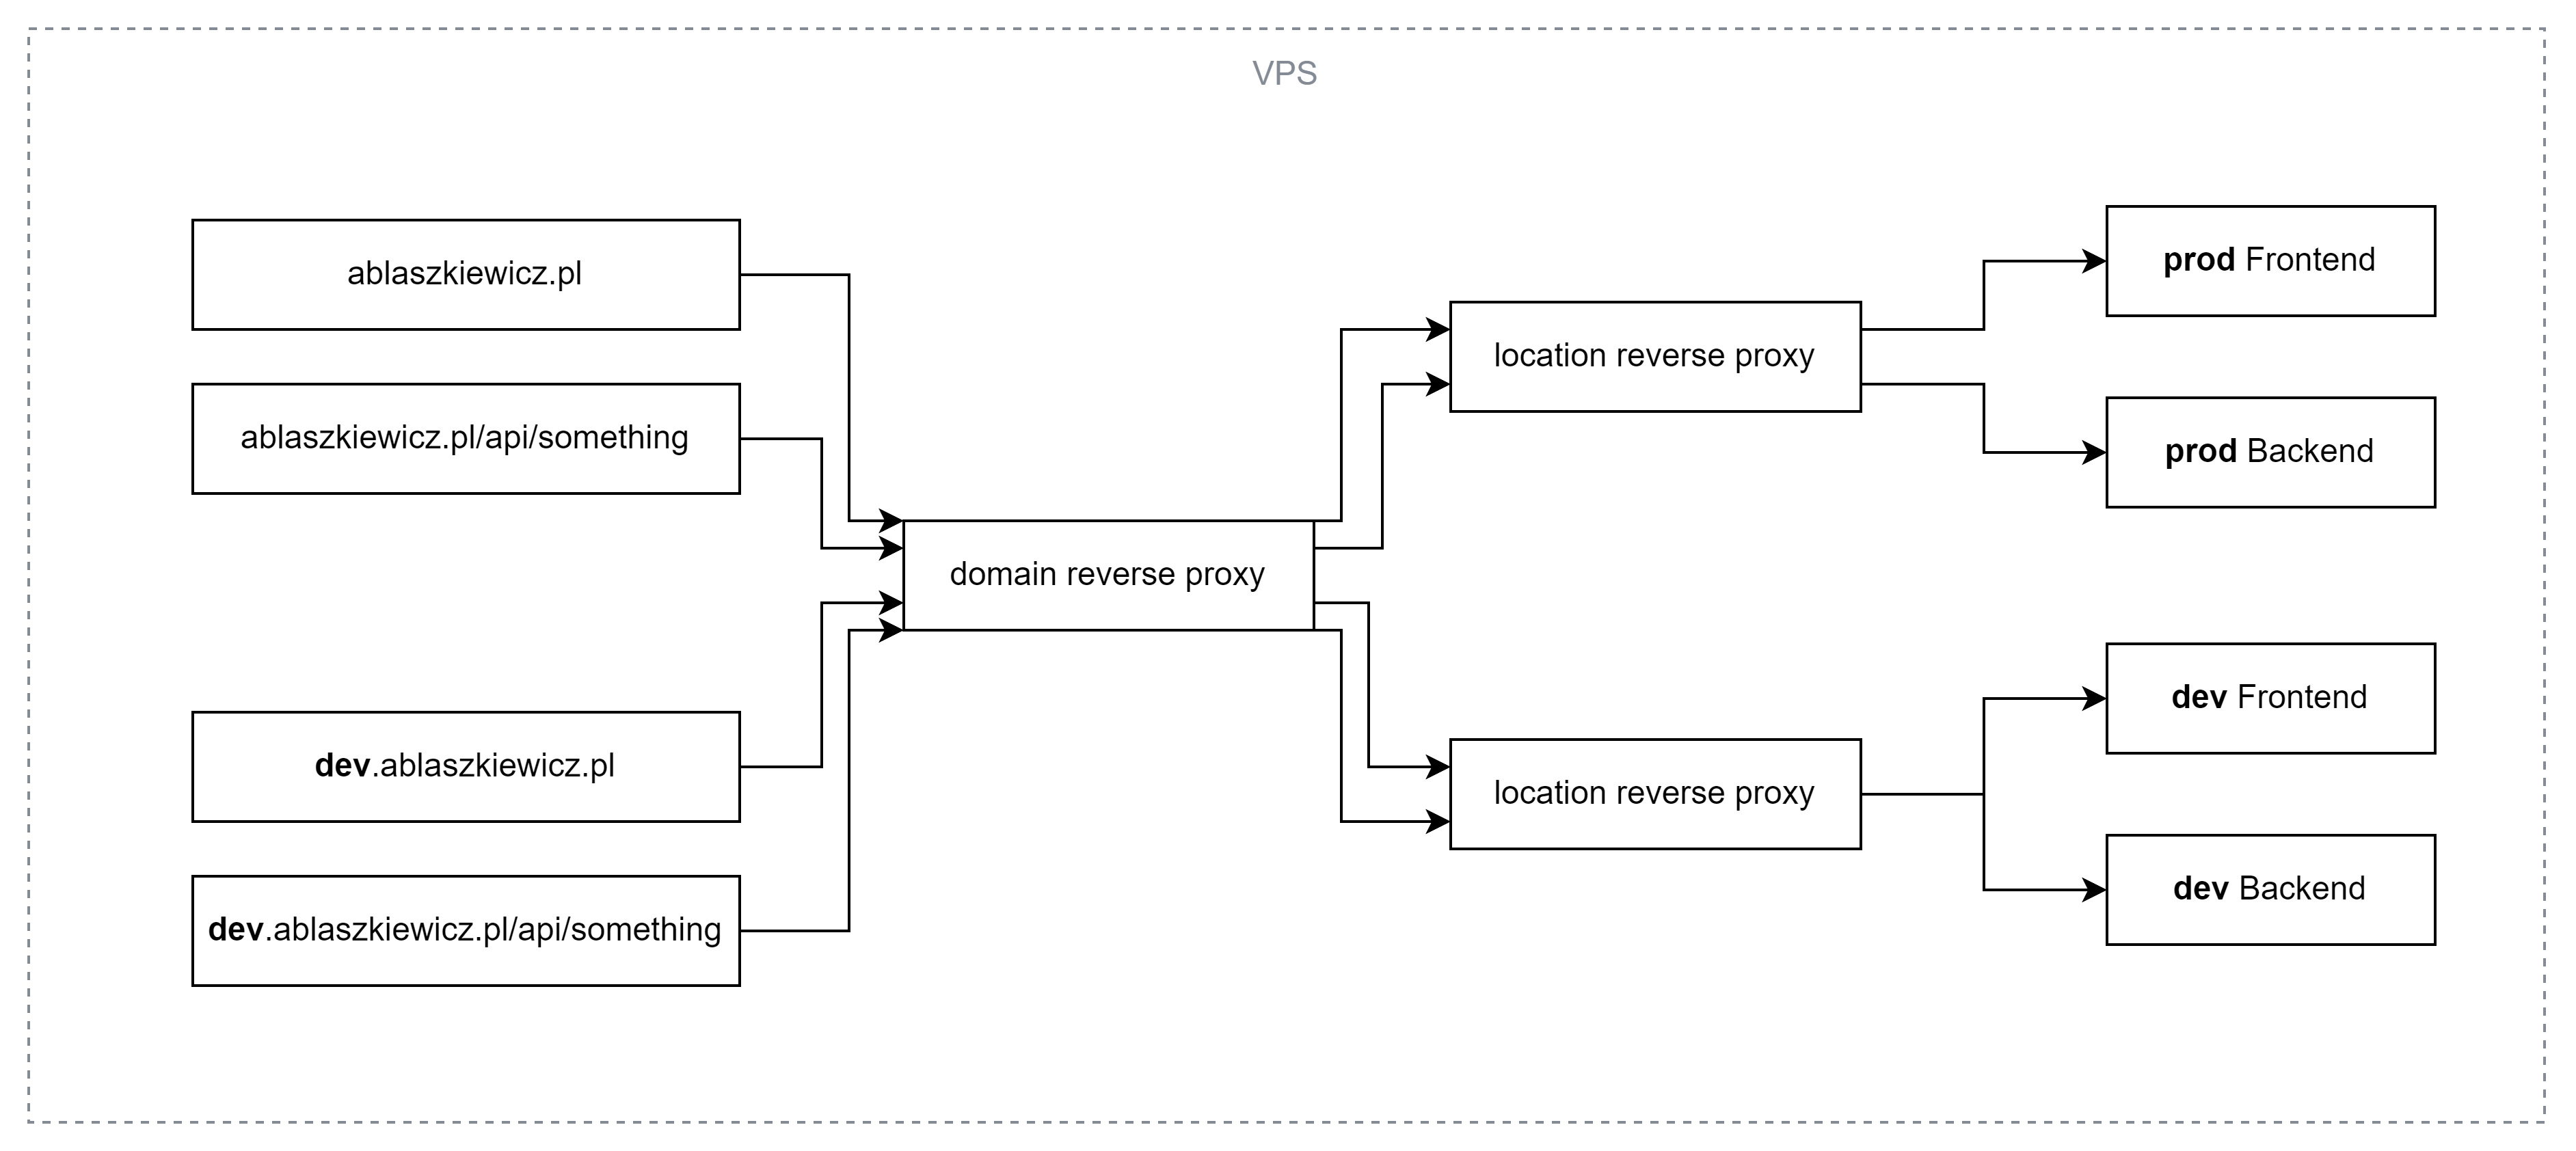 VPS
ablaszkiewicz.pl
ablaszkiewicz.pl/api/something
dev.ablaszkiewicz.pl
dev.ablaszkiewicz.pl/api/something
domain reverse proxy
location reverse proxy
location reverse proxy
prod Frontend
prod Backend
dev Frontend
dev Backend